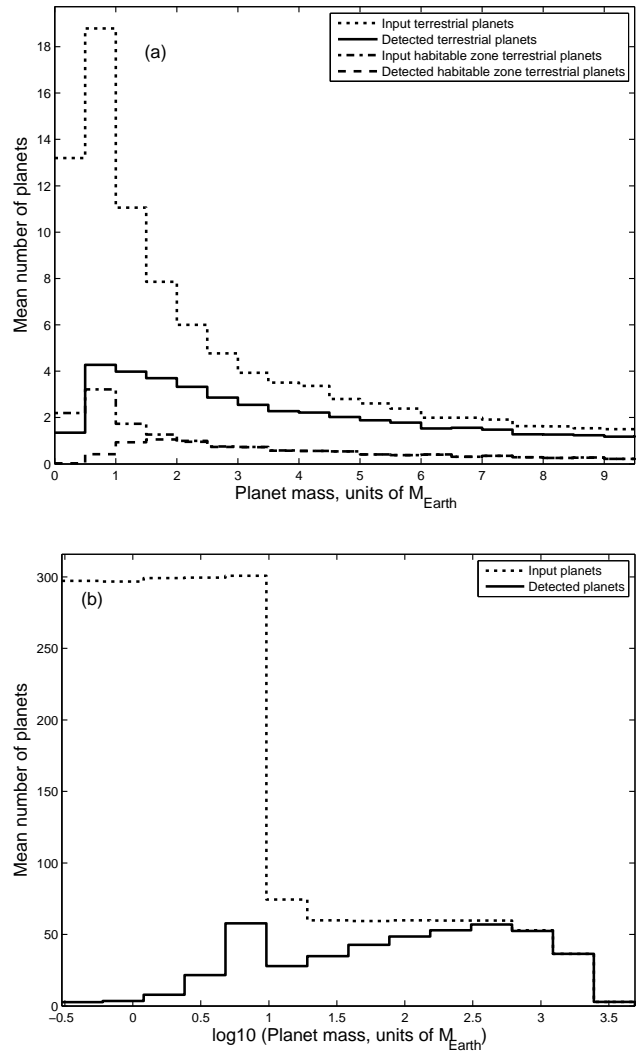 (a)
Input terrestrial planets
Detected terrestrial planets
Input habitable zone terrestrial planets
Detected habitable zone terrestrial planets
Mean number of planets
18
16
14
12
10
8
6
4
2
0
0 1 2 3 4 5 6 7 8 9
Planet mass, units of M_Earth
(b)
Input planets
Detected planets
Mean number of planets
300
250
200
150
100
50
0
-0.5 0 0.5 1 1.5 2 2.5 3 3.5
log10 (Planet mass, units of M_Earth)